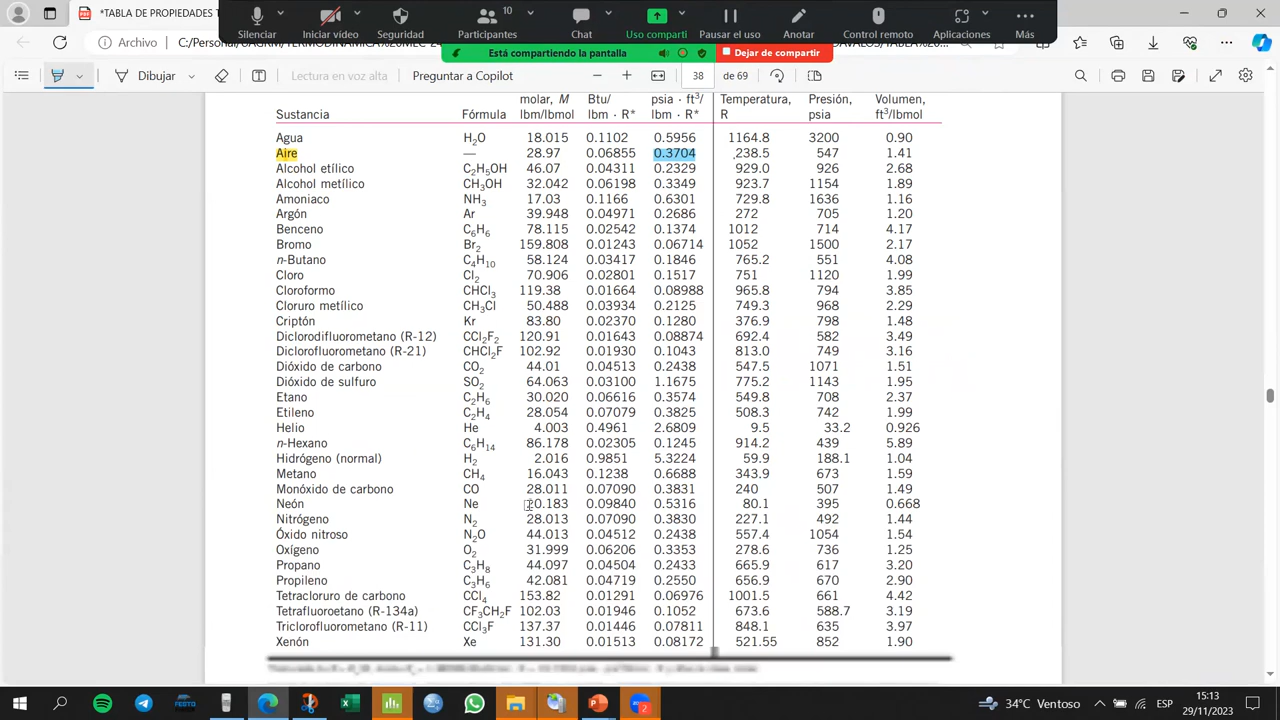 *TABLA DE PROPIEDADES T
Silenciar
Iniciar vídeo
Seguridad
10
Participantes
Chat
Uso comparti
Pausar el uso
Anotar
Control remoto
Aplicaciones
Más
Archivo
Está compartiendo la pantalla
Dejar de compartir
Dibujar
Lectura en voz alta
Preguntar a Copilot
38 de 69
molar, M Btu/ psia · ft3/ Temperatura, Presión, Volumen,
Sustancia Fórmula lbm/lbmol lbm · R* lbm · R* R psia ft3/lbmol
Agua H2O 18.015 0.1102 0.5956 1164.8 3200 0.90
Aire — 28.97 0.06855 0.3704 238.5 547 1.41
Alcohol etílico C2H5OH 46.07 0.04311 0.2329 929.0 926 2.68
Alcohol metílico CH3OH 32.042 0.06198 0.3349 923.7 1154 1.89
Amoniaco NH3 17.03 0.1166 0.6301 729.8 1636 1.16
Argón Ar 39.948 0.04971 0.2686 272 705 1.20
Benceno C6H6 78.115 0.02542 0.1374 1012 714 4.17
Bromo Br2 159.808 0.01243 0.06714 1052 1500 2.17
n-Butano C4H10 58.124 0.03417 0.1846 765.2 551 4.08
Cloro Cl2 70.906 0.02801 0.1517 751 1120 1.99
Cloroformo CHCl3 119.38 0.01664 0.08988 965.8 794 3.85
Cloruro metílico CH3Cl 50.488 0.03934 0.2125 749.3 968 2.29
Criptón Kr 83.80 0.02370 0.1280 376.9 798 1.48
Diclorodifluorometano (R-12) CCl2F2 120.91 0.01643 0.08874 692.4 582 3.49
Diclorofluorometano (R-21) CHCl2F 102.92 0.01930 0.1043 813.0 749 3.16
Dióxido de carbono CO2 44.01 0.04513 0.2438 547.5 1071 1.51
Dióxido de sulfuro SO2 64.063 0.03100 1.1675 775.2 1143 1.95
Etano C2H6 30.020 0.06616 0.3574 549.8 708 2.37
Etileno C2H4 28.054 0.07079 0.3825 508.3 742 1.99
Helio He 4.003 0.4961 2.6809 9.5 33.2 0.926
n-Hexano C6H14 86.178 0.02305 0.1245 914.2 439 5.89
Hidrógeno (normal) H2 2.016 0.9851 5.3224 59.9 188.1 1.04
Metano CH4 16.043 0.1238 0.6688 343.9 673 1.59
Monóxido de carbono CO 28.011 0.07090 0.3831 240 507 1.49
Neón Ne 20.183 0.09840 0.5316 80.1 395 0.668
Nitrógeno N2 28.013 0.07090 0.3830 227.1 492 1.44
Óxido nitroso N2O 44.013 0.04512 0.2438 557.4 1054 1.54
Oxígeno O2 31.999 0.06206 0.3353 278.6 736 1.25
Propano C3H8 44.097 0.04504 0.2433 665.9 617 3.20
Propileno C3H6 42.081 0.04719 0.2550 656.9 670 2.90
Tetracloruro de carbono CCl4 153.82 0.01291 0.06976 1001.5 661 4.42
Tetrafluroetano (R-134a) CF3CH2F 102.03 0.01946 0.1052 673.6 588.7 3.19
Triclorofluorometano (R-11) CCl3F 137.37 0.01446 0.07811 848.1 635 3.97
Xenón Xe 131.30 0.01513 0.08172 521.55 852 1.90
FESTO
2
34°C Ventoso
ESP
15:13
29/11/2023